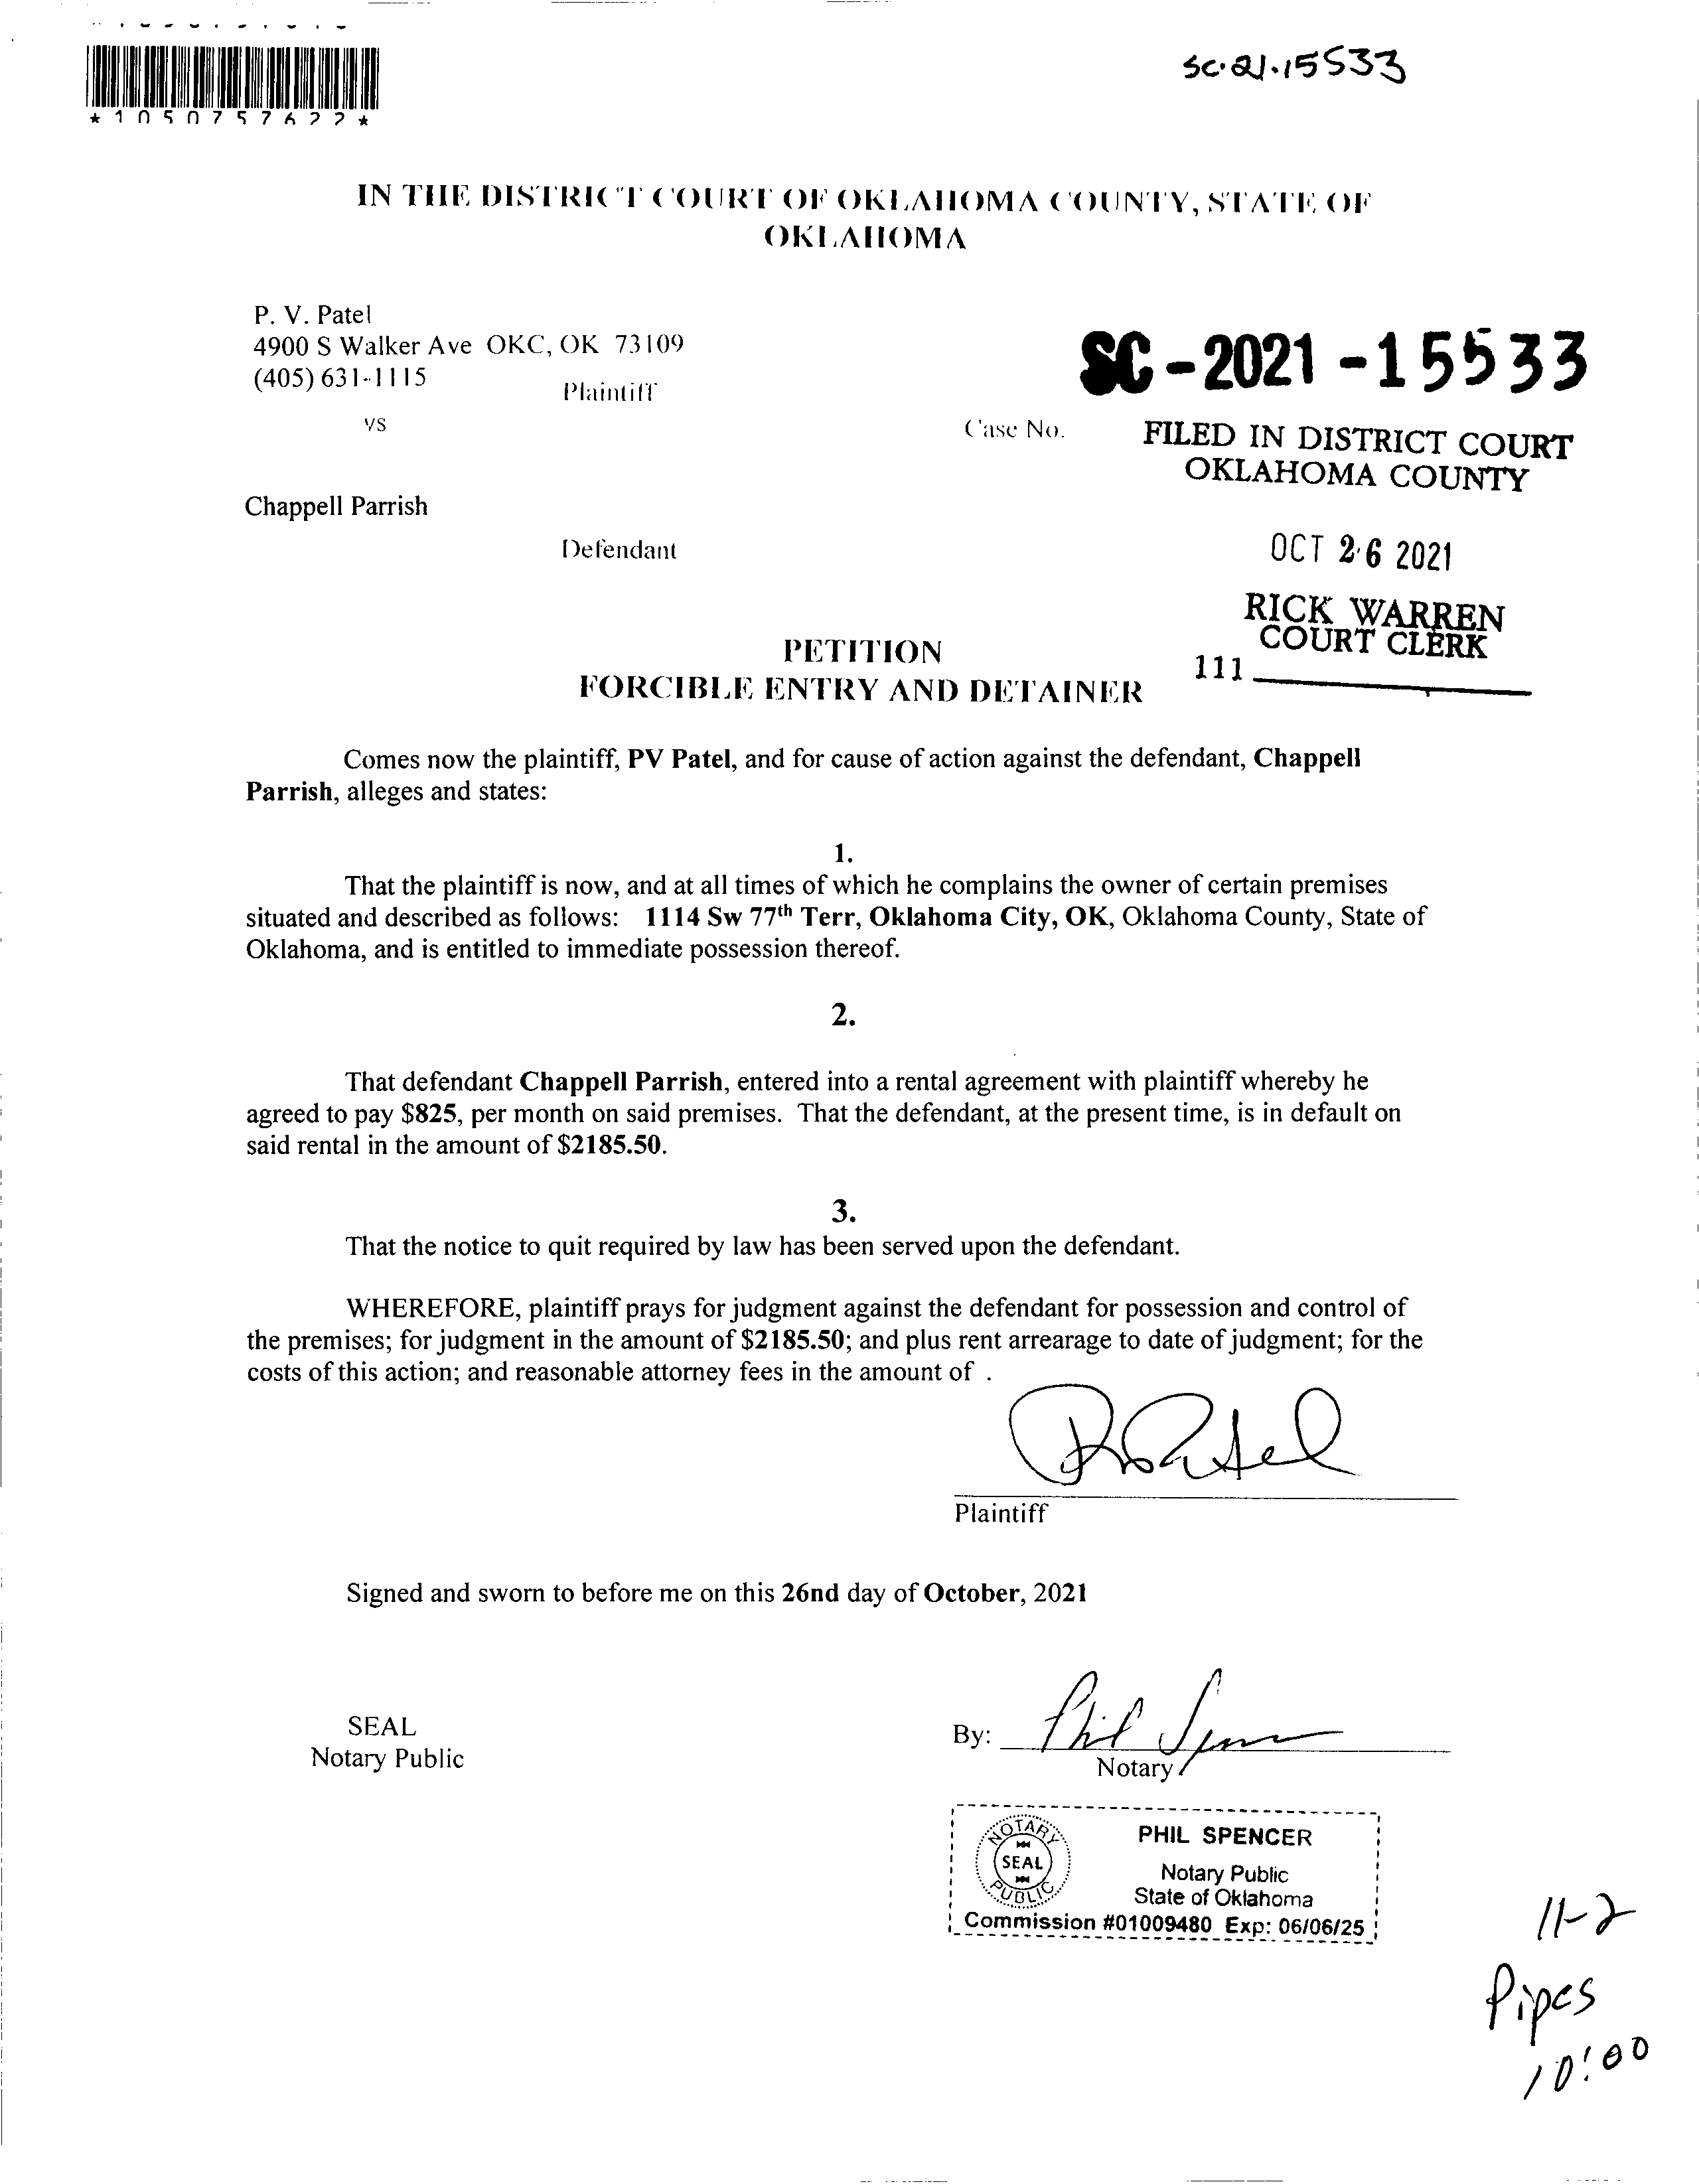 *1050757622*
SC.21.15533
IN THE DISTRICT COURT OF OKLAHOMA COUNTY, STATE OF
OKLAHOMA
P. V. Patel
4900 S Walker Ave OKC, OK 73109
(405) 631-1115
Plaintiff
SC-2021-15533
vs
Case No.
FILED IN DISTRICT COURT
OKLAHOMA COUNTY
Chappell Parrish
Defendant
OCT 26 2021
RICK WARREN
COURT CLERK
111
PETITION
FORCIBLE ENTRY AND DETAINER
Comes now the plaintiff, PV Patel, and for cause of action against the defendant, Chappell
Parrish, alleges and states:
1.
That the plaintiff is now, and at all times of which he complains the owner of certain premises
situated and described as follows: 1114 Sw 77th Terr, Oklahoma City, OK, Oklahoma County, State of
Oklahoma, and is entitled to immediate possession thereof.
2.
That defendant Chappell Parrish, entered into a rental agreement with plaintiff whereby he
agreed to pay $825, per month on said premises. That the defendant, at the present time, is in default on
said rental in the amount of $2185.50.
3.
That the notice to quit required by law has been served upon the defendant.
WHEREFORE, plaintiff prays for judgment against the defendant for possession and control of
the premises; for judgment in the amount of $2185.50; and plus rent arrearage to date of judgment; for the
costs of this action; and reasonable attorney fees in the amount of .
Plaintiff
Signed and sworn to before me on this 26nd day of October, 2021
SEAL
Notary Public
By:
Notary
NOTARY
SEAL
PUBLIC
PHIL SPENCER
Notary Public
State of Oklahoma
Commission #01009480 Exp: 06/06/25
11-2
Pipes
10:00